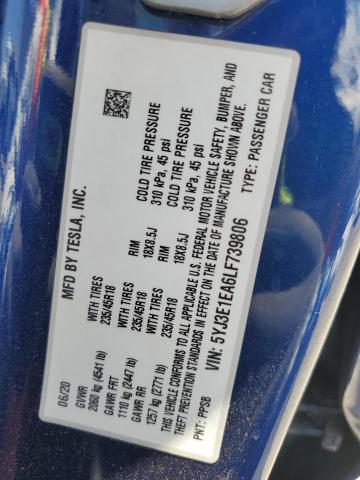 MFD BY TESLA, INC.
06/20
GVWR
2060 kg (4541 lb)
GAWR FRT
WITH TIRES
RIM
COLD TIRE PRESSURE
1110 kg (2447 lb)
235/45R18
18X8.5J
310 kPa, 45 psi
GAWR RR
WITH TIRES
RIM
COLD TIRE PRESSURE
1257 kg (2771 lb)
235/45R18
18X8.5J
310 kPa, 45 psi
THIS VEHICLE CONFORMS TO ALL APPLICABLE U.S. FEDERAL MOTOR VEHICLE SAFETY, BUMPER, AND
THEFT PREVENTION STANDARDS IN EFFECT ON THE DATE OF MANUFACTURE SHOWN ABOVE.
PNT: PPSB
VIN: 5YJ3E1EA6LF739806
TYPE: PASSENGER CAR